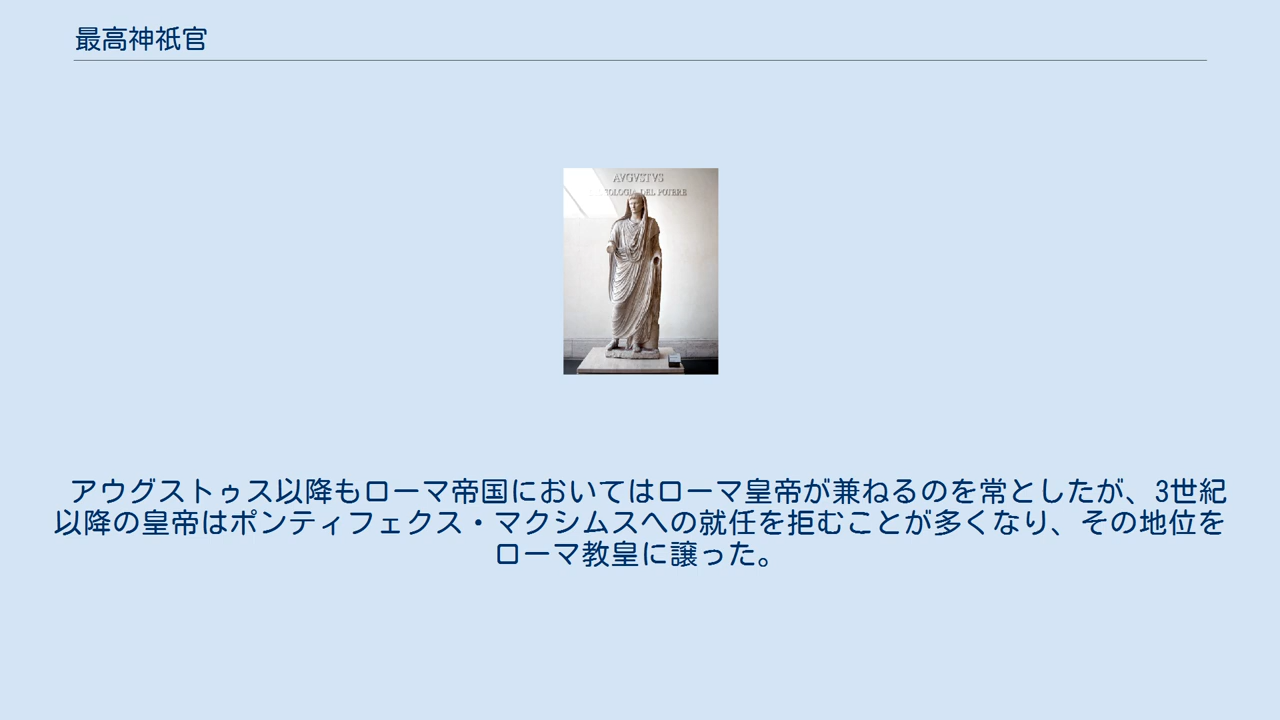 最高神祇官
AVGVSTVS
DEL POTERE
アウグストゥス以降もローマ帝国においてはローマ皇帝が兼ねるのを常としたが、3世紀
以降の皇帝はポンティフェクス・マクシムスへの就任を拒むことが多くなり、その地位を
ローマ教皇に譲った。